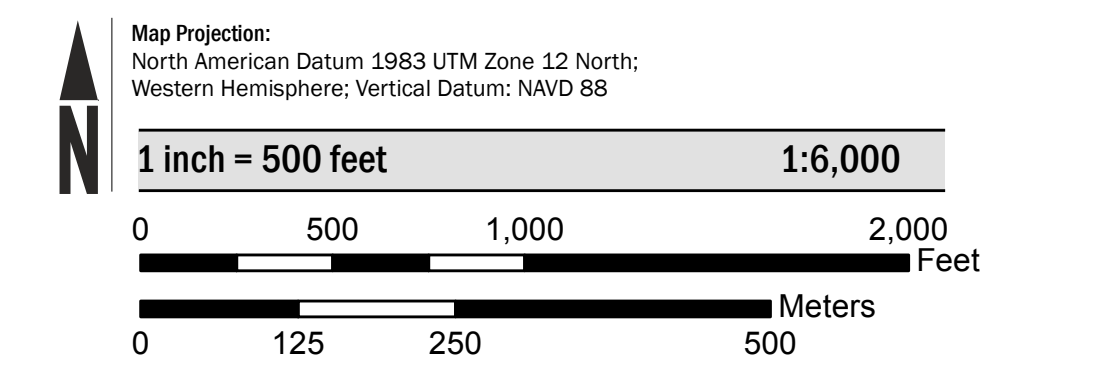 N
Map Projection:
North American Datum 1983 UTM Zone 12 North;
Western Hemisphere; Vertical Datum: NAVD 88
1 inch = 500 feet 1:6,000
0 500 1,000 2,000
Feet
Meters
0 125 250 500